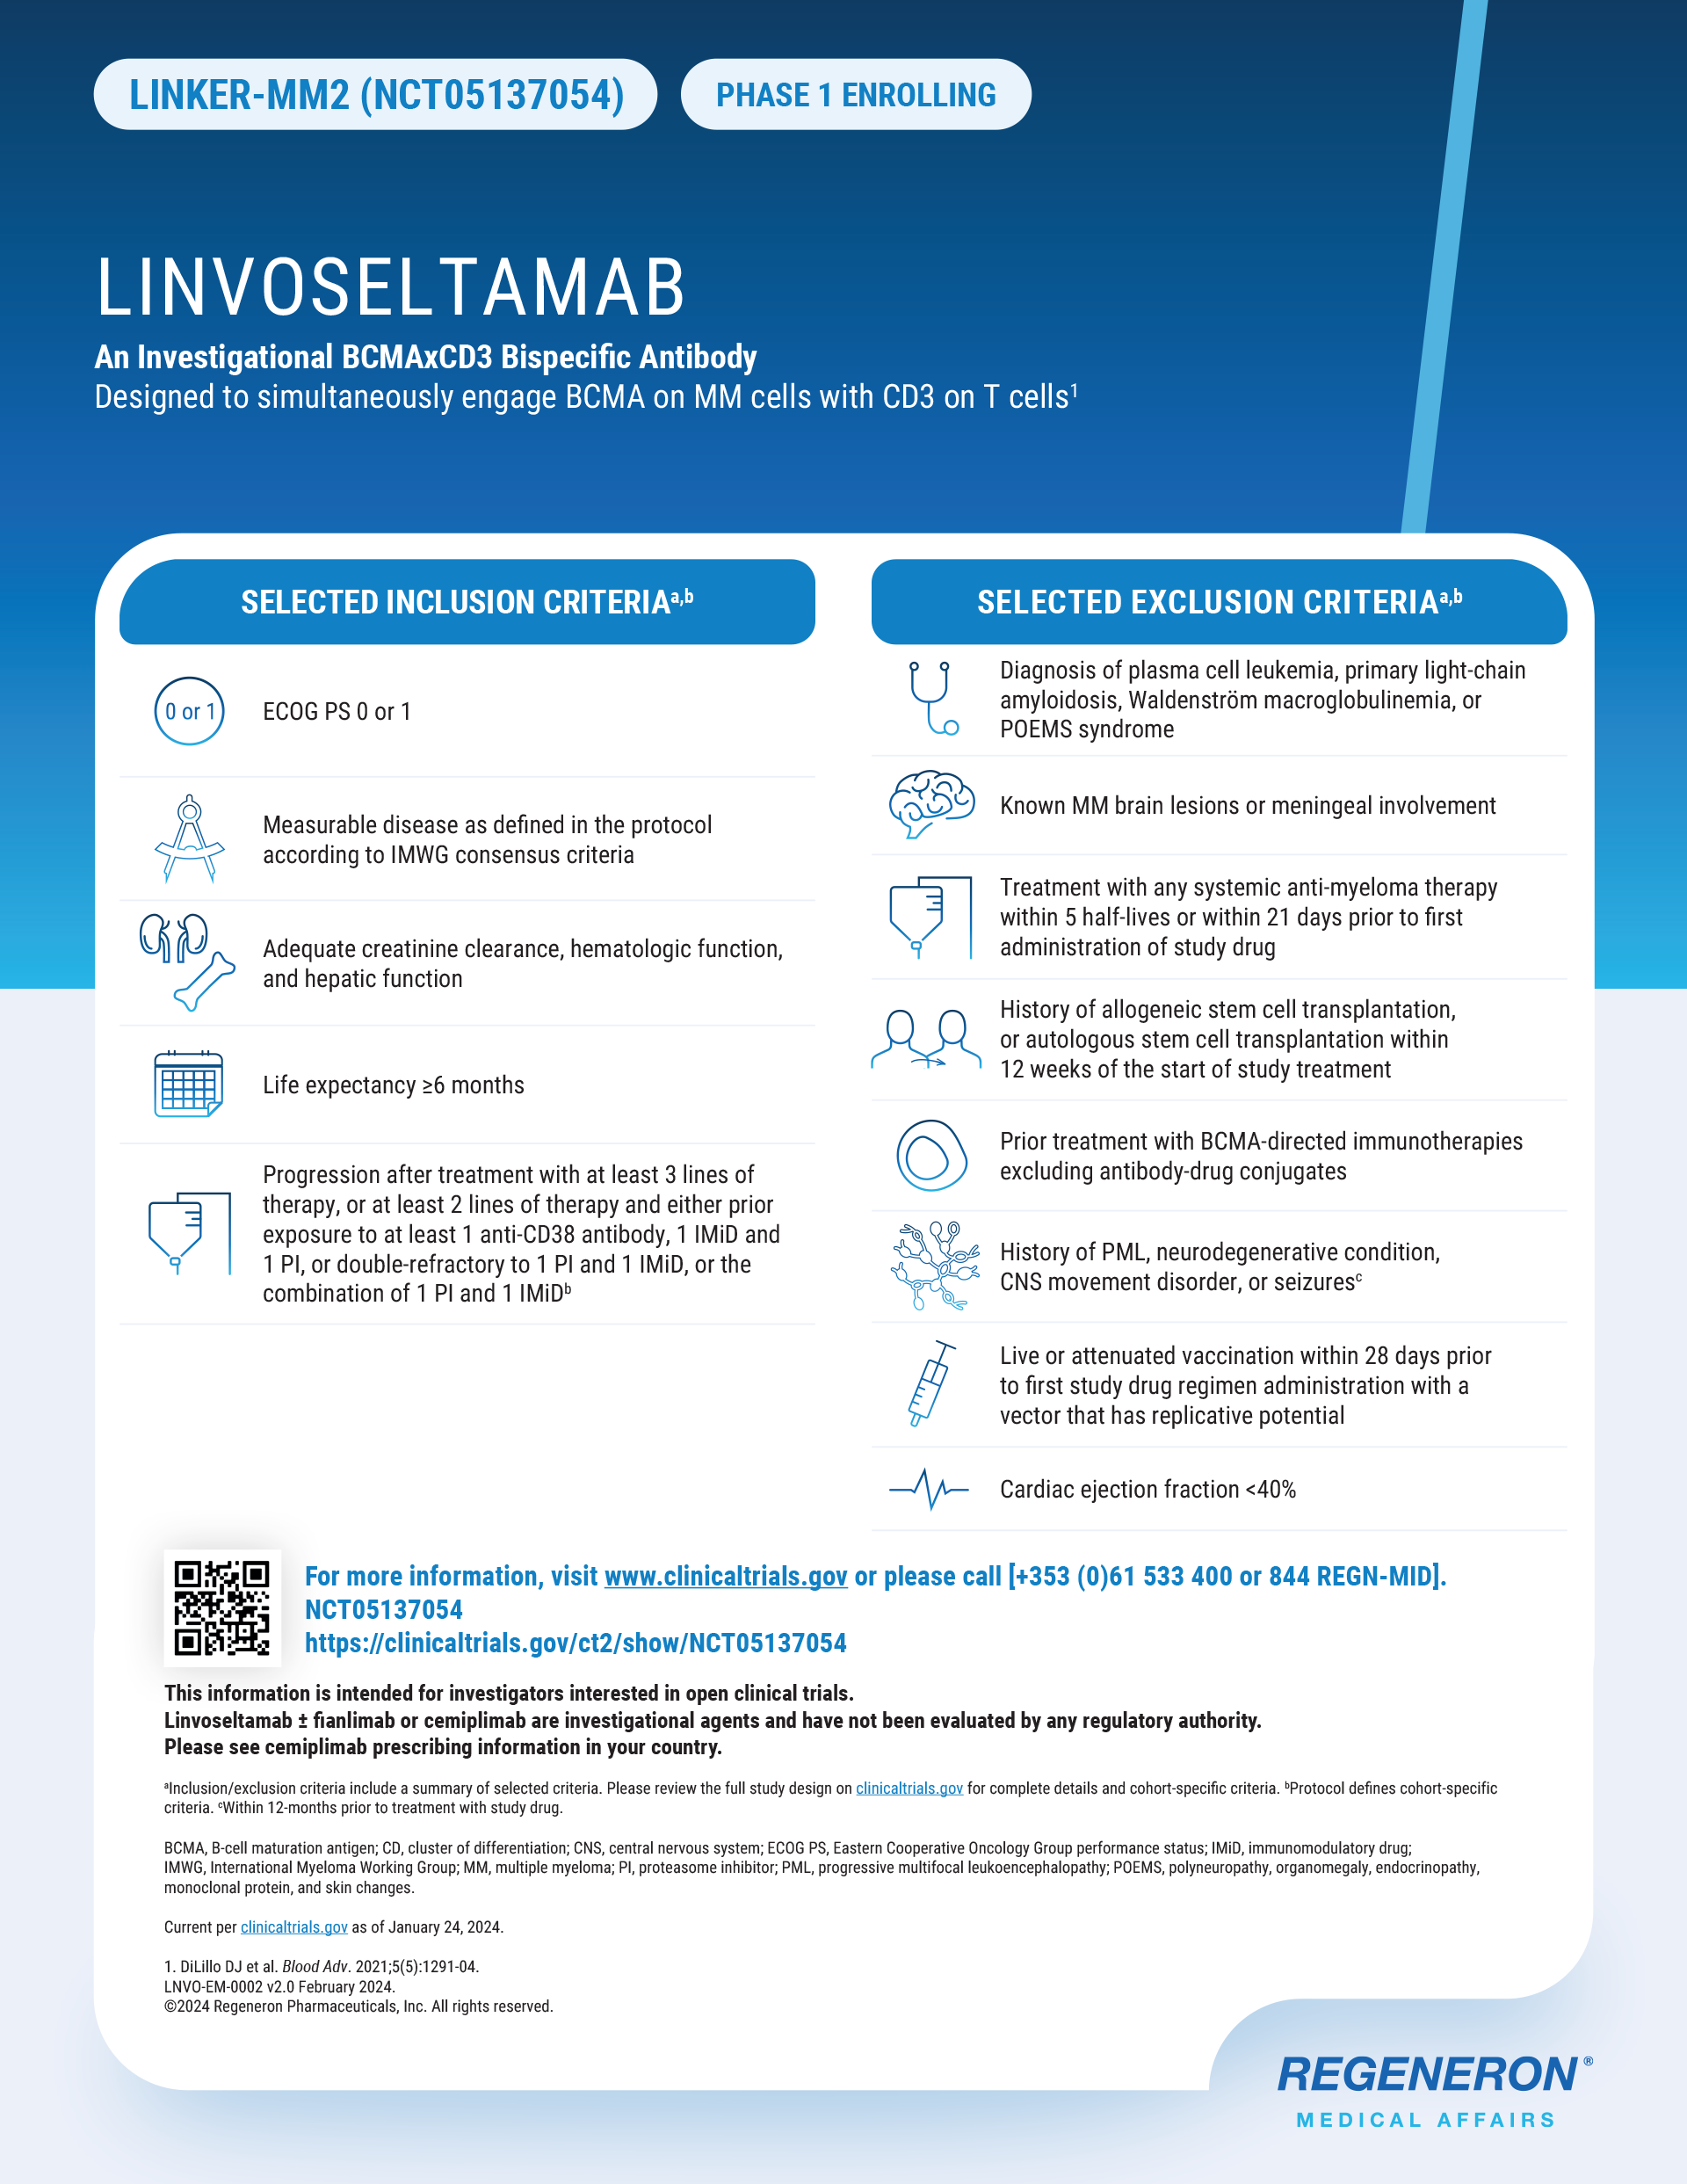 LINKER-MM2 (NCT05137054)
PHASE 1 ENROLLING
LINVOSELTAMAB
An Investigational BCMAxCD3 Bispecific Antibody
Designed to simultaneously engage BCMA on MM cells with CD3 on T cells¹
SELECTED INCLUSION CRITERIAᵃ,ᵇ
0 or 1
ECOG PS 0 or 1
Measurable disease as defined in the protocol
according to IMWG consensus criteria
Adequate creatinine clearance, hematologic function,
and hepatic function
Life expectancy ≥6 months
Progression after treatment with at least 3 lines of
therapy, or at least 2 lines of therapy and either prior
exposure to at least 1 anti-CD38 antibody, 1 IMiD and
1 PI, or double-refractory to 1 PI and 1 IMiD, or the
combination of 1 PI and 1 IMiDᵇ
SELECTED EXCLUSION CRITERIAᵃ,ᵇ
Diagnosis of plasma cell leukemia, primary light-chain
amyloidosis, Waldenström macroglobulinemia, or
POEMS syndrome
Known MM brain lesions or meningeal involvement
Treatment with any systemic anti-myeloma therapy
within 5 half-lives or within 21 days prior to first
administration of study drug
History of allogeneic stem cell transplantation,
or autologous stem cell transplantation within
12 weeks of the start of study treatment
Prior treatment with BCMA-directed immunotherapies
excluding antibody-drug conjugates
History of PML, neurodegenerative condition,
CNS movement disorder, or seizuresᶜ
Live or attenuated vaccination within 28 days prior
to first study drug regimen administration with a
vector that has replicative potential
Cardiac ejection fraction <40%
For more information, visit www.clinicaltrials.gov or please call [+353 (0)61 533 400 or 844 REGN-MID].
NCT05137054
https://clinicaltrials.gov/ct2/show/NCT05137054
This information is intended for investigators interested in open clinical trials.
Linvoseltamab ± fianlimab or cemiplimab are investigational agents and have not been evaluated by any regulatory authority.
Please see cemiplimab prescribing information in your country.
ᵃInclusion/exclusion criteria include a summary of selected criteria. Please review the full study design on clinicaltrials.gov for complete details and cohort-specific criteria. ᵇProtocol defines cohort-specific
criteria. ᶜWithin 12-months prior to treatment with study drug.
BCMA, B-cell maturation antigen; CD, cluster of differentiation; CNS, central nervous system; ECOG PS, Eastern Cooperative Oncology Group performance status; IMiD, immunomodulatory drug;
IMWG, International Myeloma Working Group; MM, multiple myeloma; PI, proteasome inhibitor; PML, progressive multifocal leukoencephalopathy; POEMS, polyneuropathy, organomegaly, endocrinopathy,
monoclonal protein, and skin changes.
Current per clinicaltrials.gov as of January 24, 2024.
1. DiLillo DJ et al. Blood Adv. 2021;5(5):1291-04.
LNVO-EM-0002 v2.0 February 2024.
©2024 Regeneron Pharmaceuticals, Inc. All rights reserved.
REGENERON®
MEDICAL AFFAIRS